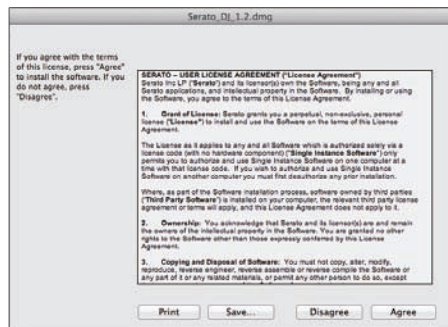 Serato_DJ_1.2.dmg
If you agree with the terms
of this license, press "Agree"
to install the software. If you
do not agree, press
"Disagree".
SERATO – USER LICENSE AGREEMENT ("License Agreement")
Serato Inc LP ("Serato") and its licensor(s) own the Software, being any and all
Serato applications, and intellectual property in the Software. By installing or using
the Software, you agree to the terms of this License Agreement.
1. Grant of License: Serato grants you a perpetual, non-exclusive, personal
license ("License") to install and use the Software on the terms of this License
Agreement.
The License as it applies to any and all Software which is authorized solely via a
license code (with no hardware component) ("Single Instance Software") only
permits you to authorize and use Single Instance Software on one computer at a
time with that license code. If you wish to authorize and use Single Instance
Software on another computer you must first deauthorize any prior installation.
Where, as part of the Software installation process, software owned by third parties
("Third Party Software") is installed on your computer, the relevant third party license
agreement or terms will apply, and this License Agreement does not apply to it.
2. Ownership: You acknowledge that Serato and its licensor(s) are and remain
the owners of the intellectual property in the Software. You are granted no other
rights to the Software other than those expressly conferred by this License
Agreement.
3. Copying and Disposal of Software: You must not copy, alter, modify,
reproduce, reverse engineer, reverse assemble or reverse compile the Software or
any part of it or any related materials, or permit any other person to do so, except
Print Save... Disagree Agree